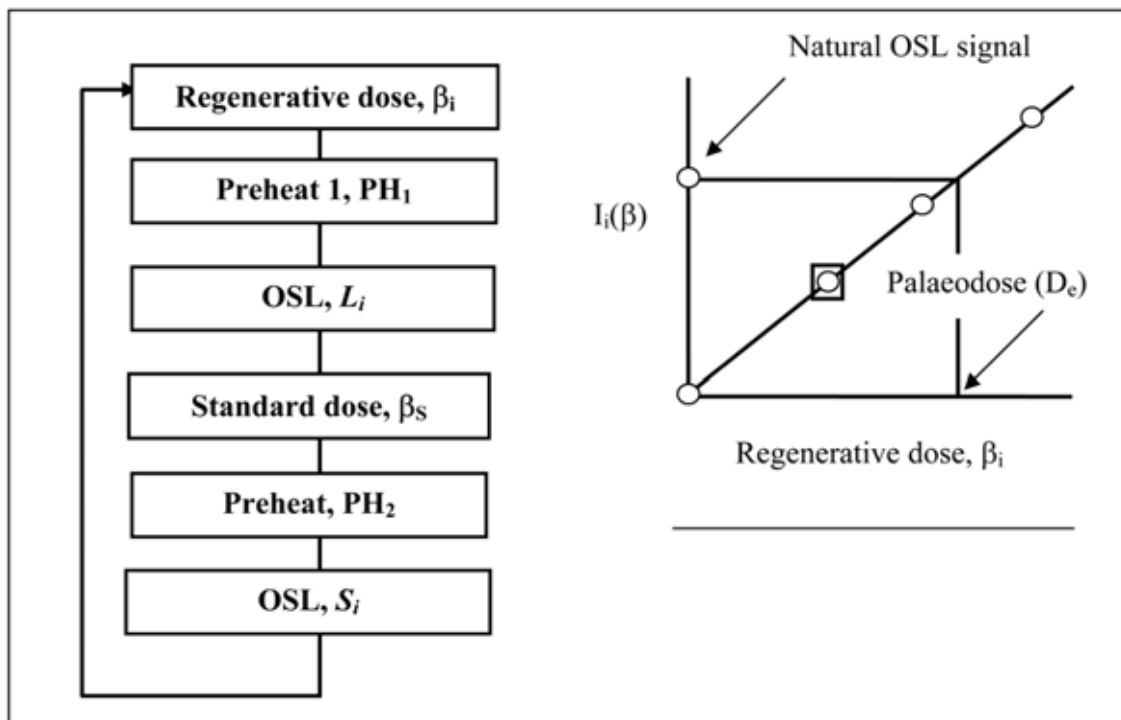 Regenerative dose, βi
Preheat 1, PH1
OSL, Li
Standard dose, βS
Preheat, PH2
OSL, Si
Natural OSL signal
Ii(β)
Palaeodose (De)
Regenerative dose, βi